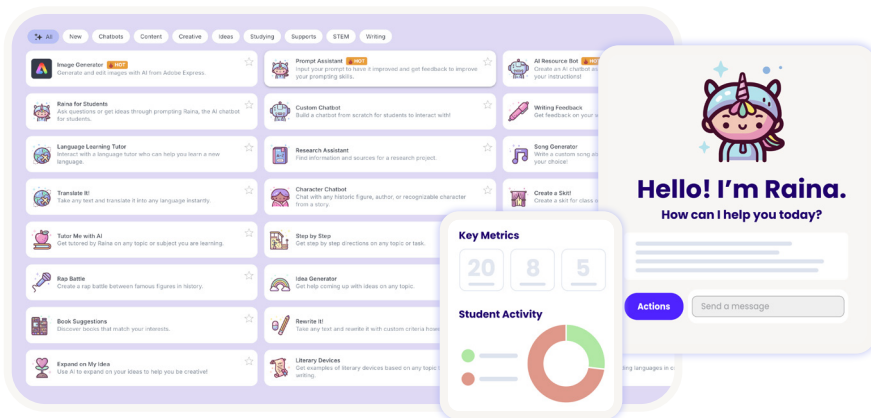 All New Chatbots Content Creative Ideas Studying Supports STEM Writing
Image Generator HOT
Generate and edit images with AI from Adobe Express.
Prompt Assistant HOT
Input your prompt to have it improved and get feedback to improve
your prompting skills.
AI Resource Bot HOT
Create an AI chatbot
your instructions!
Raina for Students
Ask questions or get ideas through prompting Raina, the AI chatbot
for students.
Custom Chatbot
Build a chatbot from scratch for students to interact with!
Writing Feedback
Get feedback on your
Language Learning Tutor
Interact with a language tutor who can help you learn a new
language.
Research Assistant
Find information and sources for a research project.
Song Generator
Write a custom song
your choice!
Translate It!
Take any text and translate it into any language instantly.
Character Chatbot
Chat with any historic figure, author, or recognizable character
from a story.
Create a Skit!
Create a skit for class
Tutor Me with AI
Get tutored by Raina on any topic or subject you are learning.
Step by Step
Get step by step directions on any topic or task.
Rap Battle
Create a rap battle between famous figures in history.
Idea Generator
Get help coming up with ideas on any topic.
Book Suggestions
Discover books that match your interests.
Rewrite It!
Take any text and rewrite it with custom criteria
Expand on My Idea
Use AI to expand on your ideas to help you be creative!
Literary Devices
Get examples of literary devices based on any topic
writing.
languages in
Key Metrics
20 8 5
Student Activity
Hello! I'm Raina.
How can I help you today?
Actions
Send a message